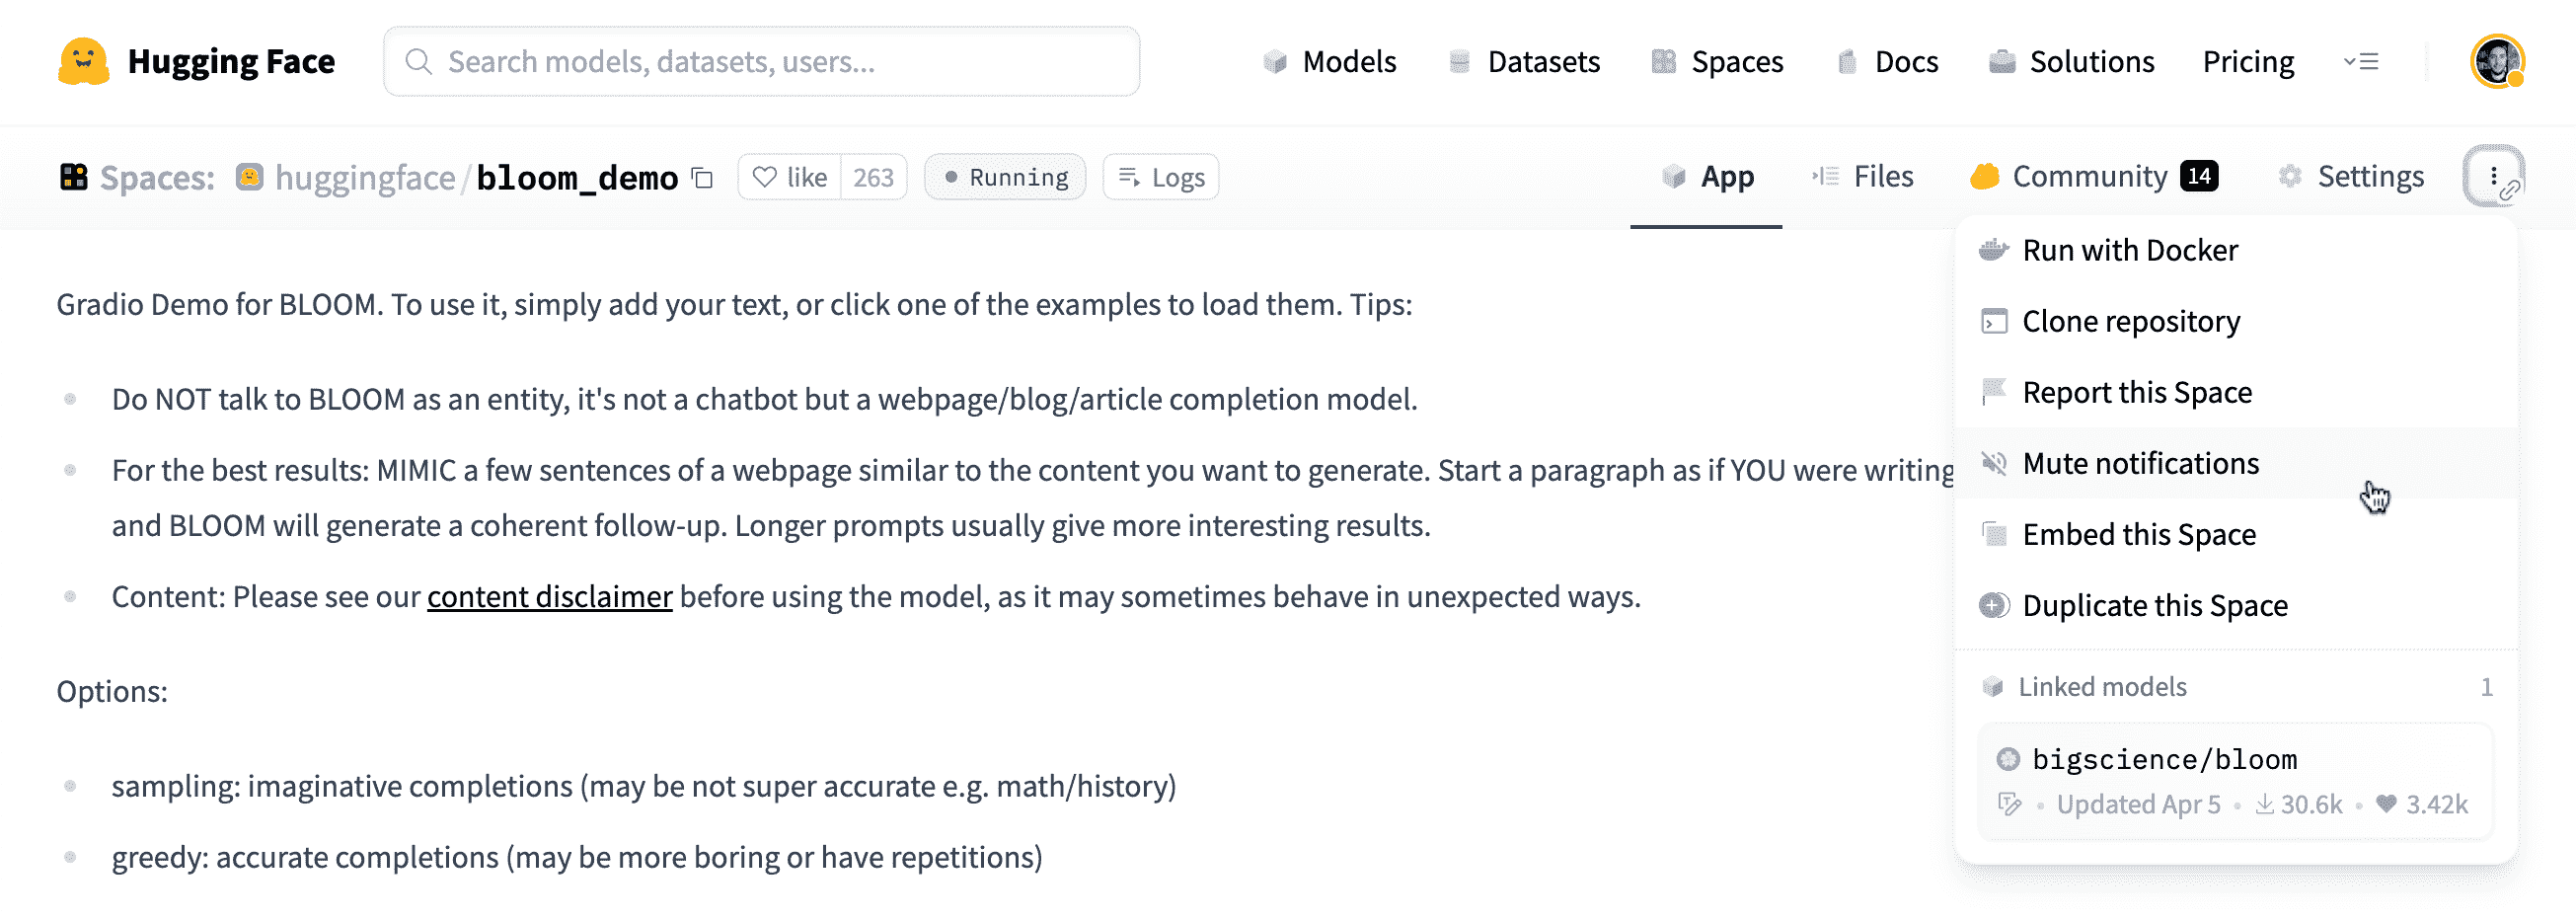 Hugging Face
Search models, datasets, users...
Models
Datasets
Spaces
Docs
Solutions
Pricing
Spaces: huggingface/bloom_demo
like 263
Running
Logs
App
Files
Community 14
Settings
Gradio Demo for BLOOM. To use it, simply add your text, or click one of the examples to load them. Tips:
Do NOT talk to BLOOM as an entity, it's not a chatbot but a webpage/blog/article completion model.
For the best results: MIMIC a few sentences of a webpage similar to the content you want to generate. Start a paragraph as if YOU were writing
and BLOOM will generate a coherent follow-up. Longer prompts usually give more interesting results.
Content: Please see our content disclaimer before using the model, as it may sometimes behave in unexpected ways.
Options:
sampling: imaginative completions (may be not super accurate e.g. math/history)
greedy: accurate completions (may be more boring or have repetitions)
Run with Docker
Clone repository
Report this Space
Mute notifications
Embed this Space
Duplicate this Space
Linked models 1
bigscience/bloom
• Updated Apr 5 • 30.6k • 3.42k